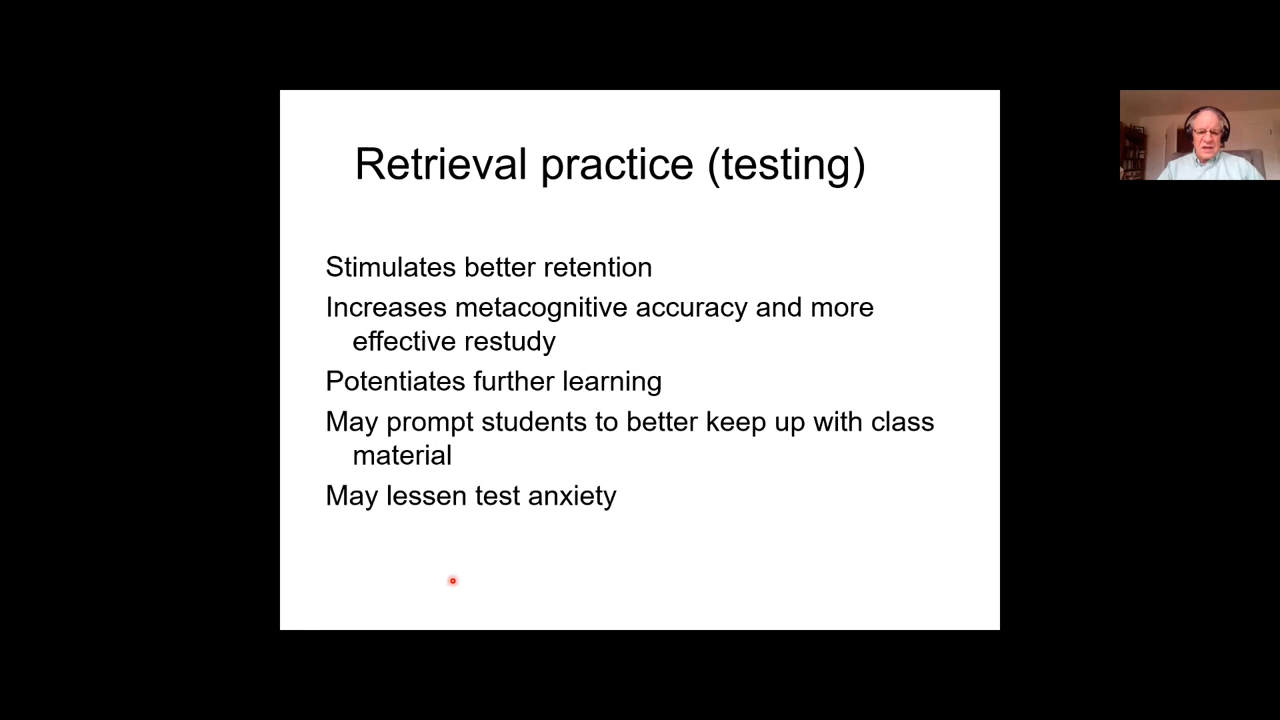 Retrieval practice (testing)
Stimulates better retention
Increases metacognitive accuracy and more
effective restudy
Potentiates further learning
May prompt students to better keep up with class
material
May lessen test anxiety